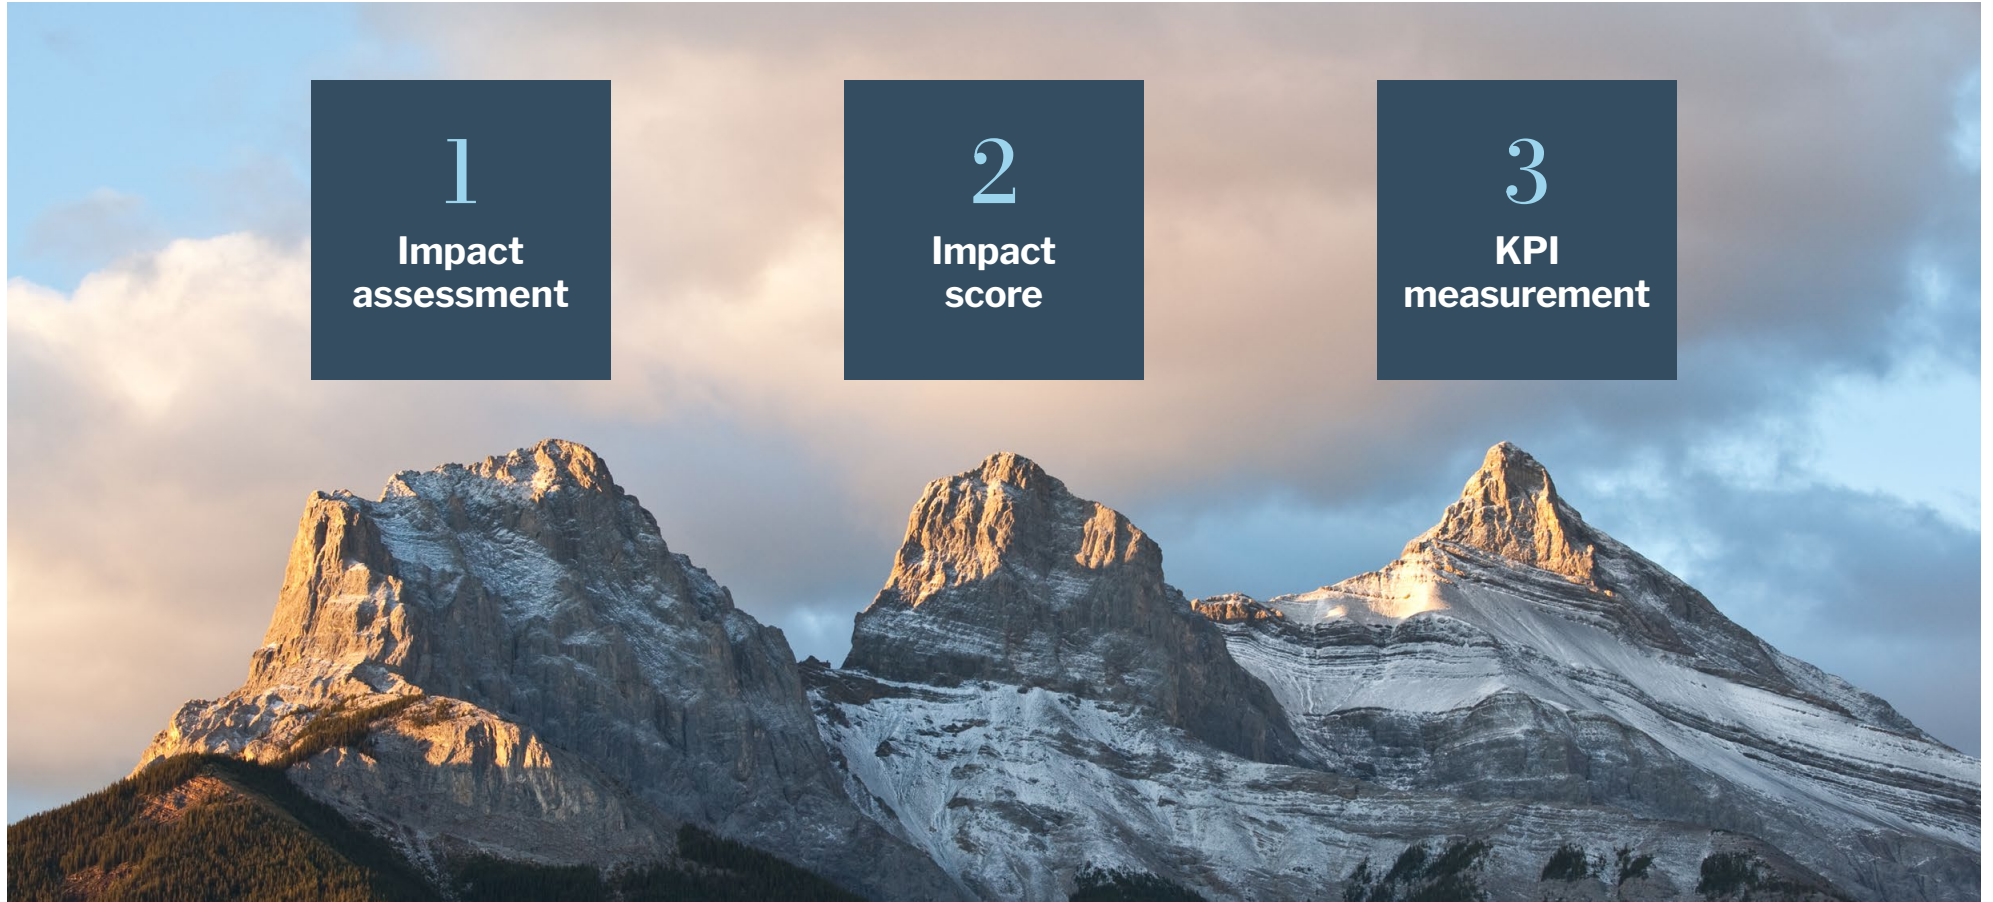 1
Impact
assessment
2
Impact
score
3
KPI
measurement